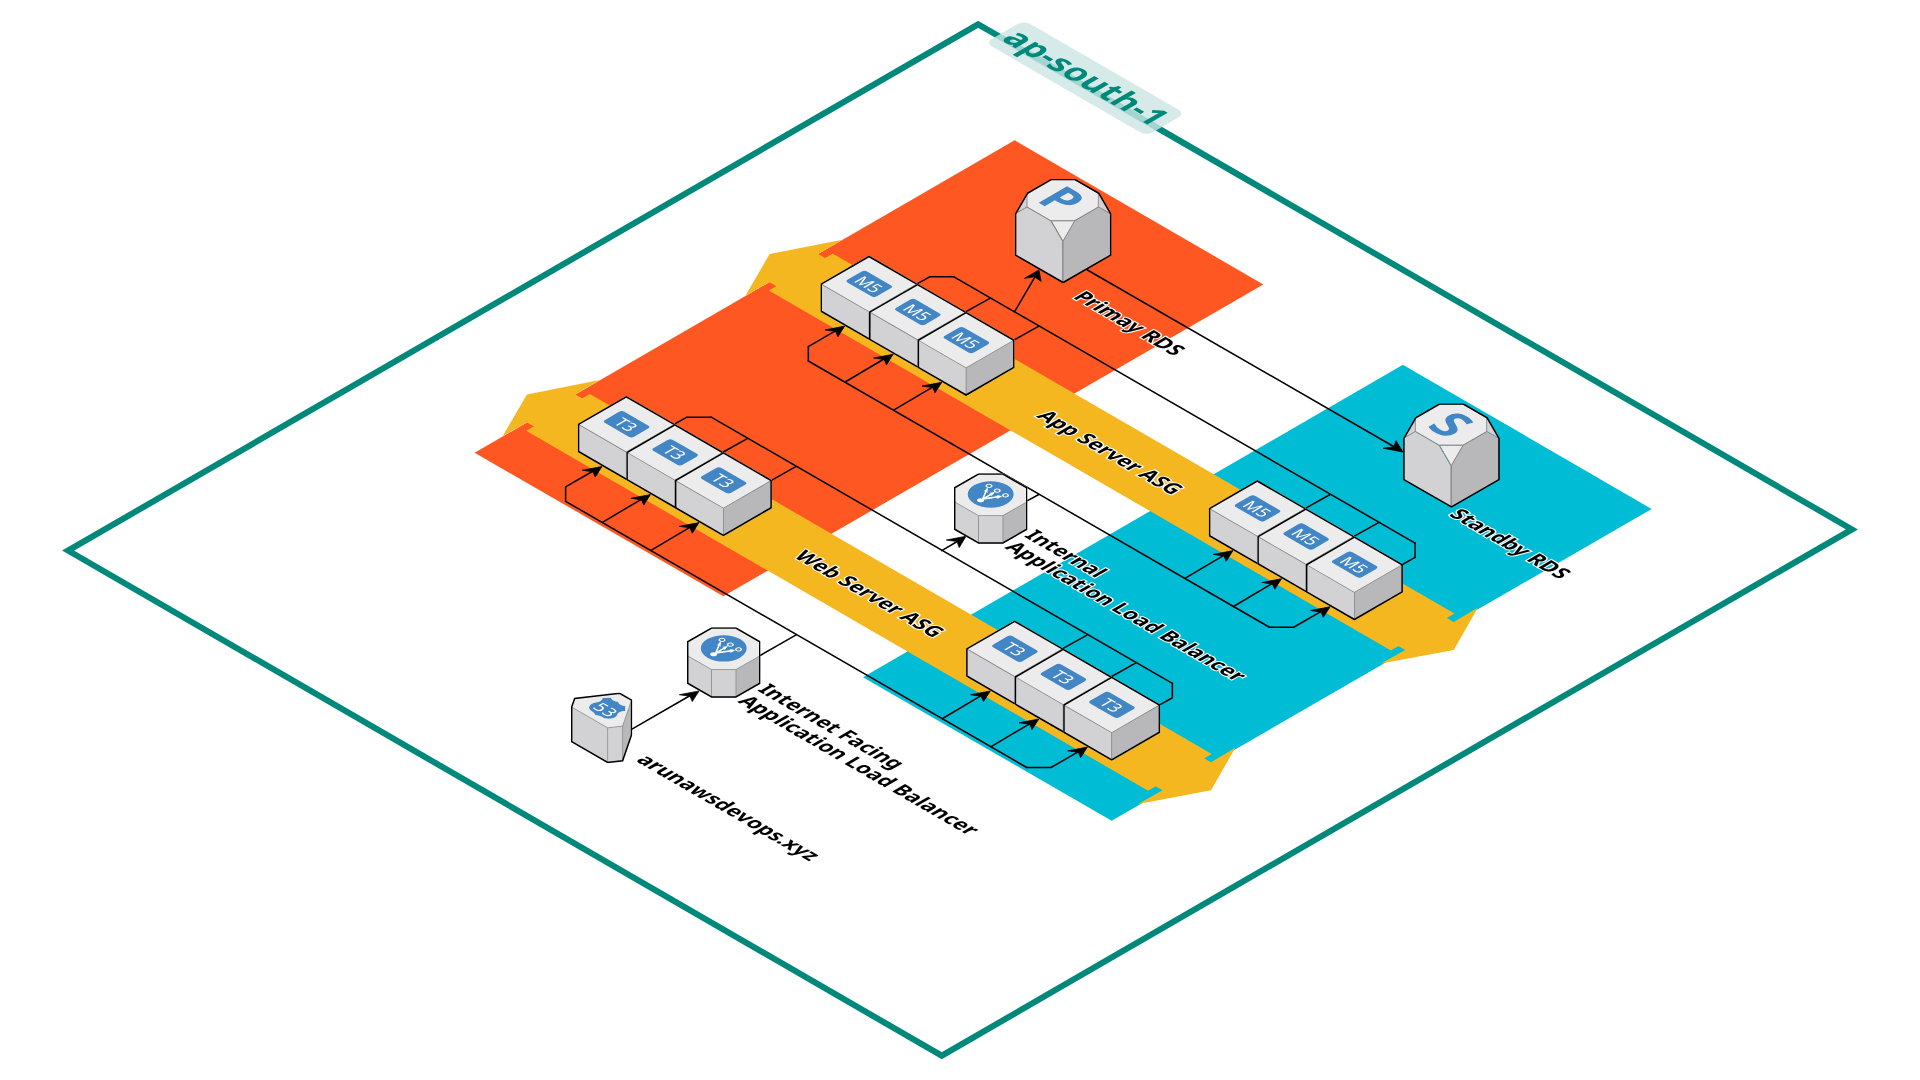 ap-south-1
P
Primay RDS
M5
M5
M5
App Server ASG
S
Standby RDS
M5
M5
M5
T3
T3
T3
Web Server ASG
Internal
Application Load Balancer
T3
T3
T3
Internet Facing
Application Load Balancer
53
arunawsdevops.xyz